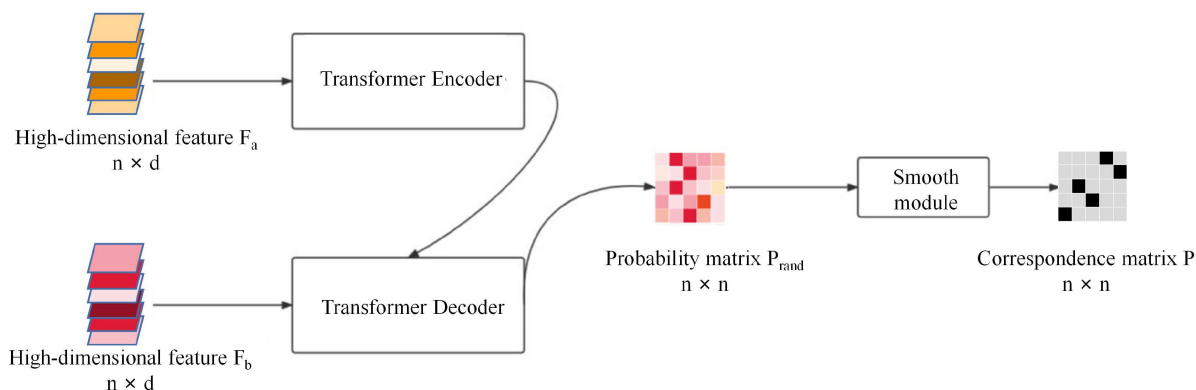 Transformer Encoder
High-dimensional feature Fa
n × d
Smooth
module
Probability matrix Prand
n × n
Correspondence matrix P
n × n
Transformer Decoder
High-dimensional feature Fb
n × d